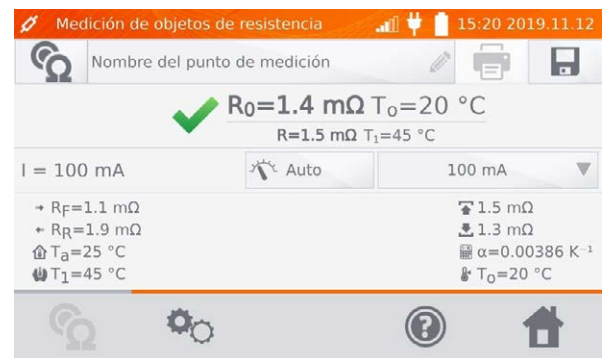 Medición de objetos de resistencia 15:20 2019.11.12
Nombre del punto de medición
R0=1.4 mΩ To=20 °C
R=1.5 mΩ T1=45 °C
I = 100 mA Auto 100 mA
RF=1.1 mΩ 1.5 mΩ
RR=1.9 mΩ 1.3 mΩ
Ta=25 °C α=0.00386 K⁻¹
T1=45 °C To=20 °C